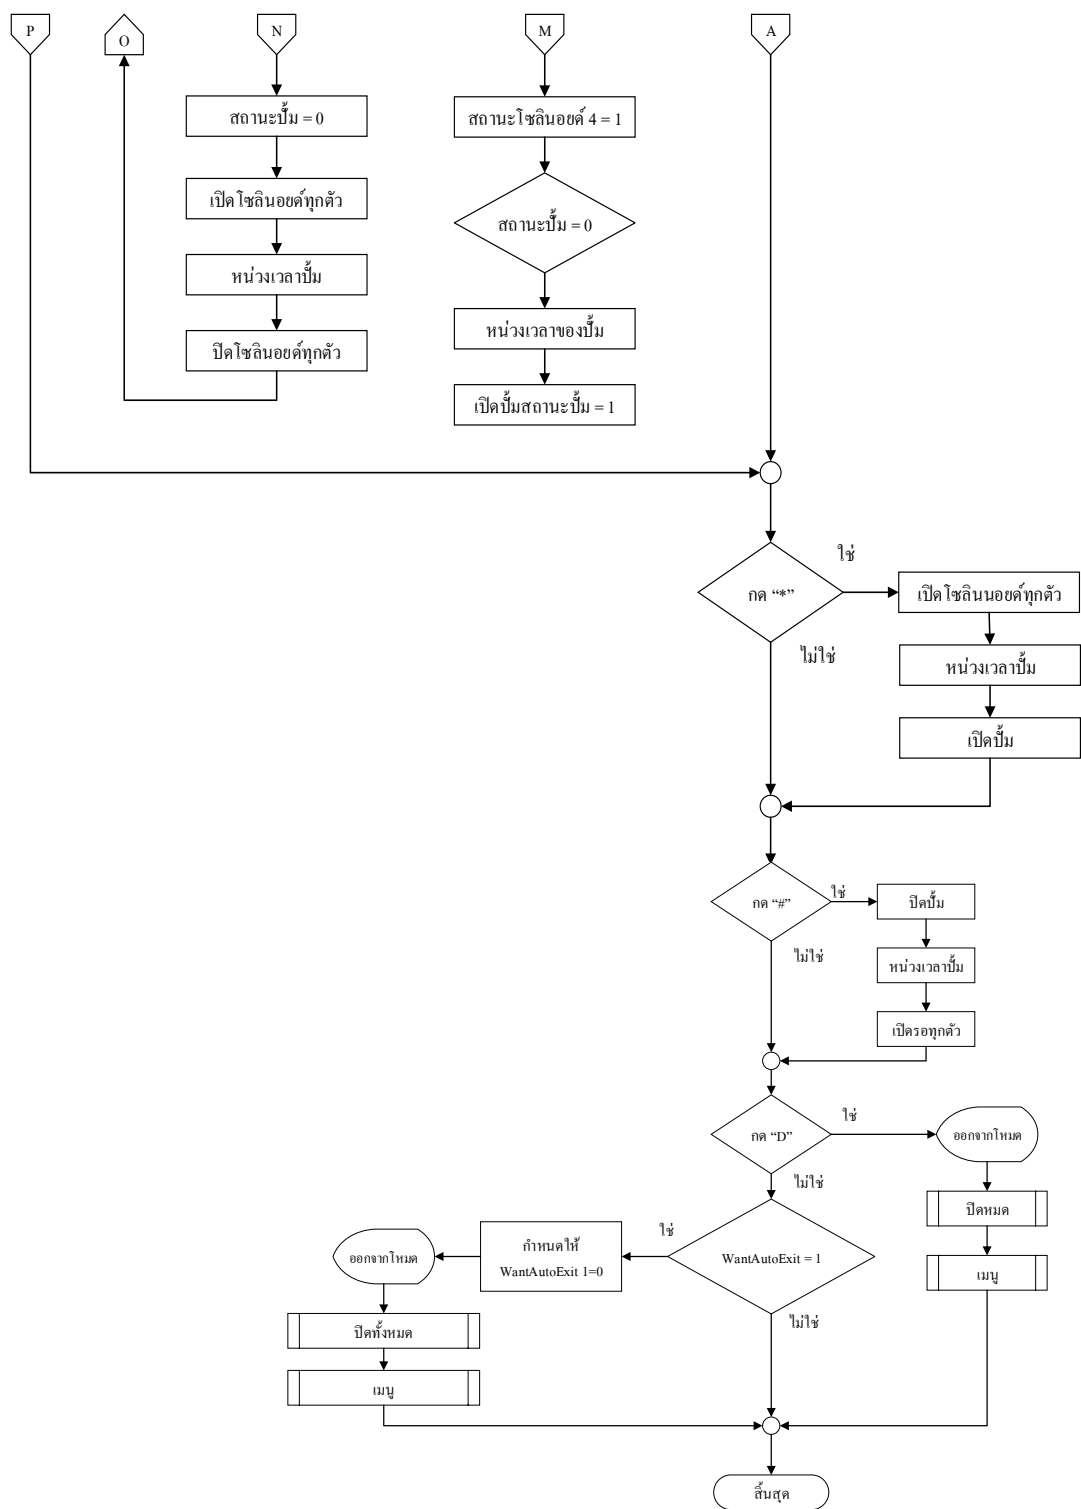 P
O
N
M
A
สถานะปั๊ม = 0
เปิดโซลินอยด์ทุกตัว
หน่วงเวลาปั้ม
ปิดโซลินอยด์ทุกตัว
สถานะโซลินอยด์ 4 = 1
สถานะปั๊ม = 0
หน่วงเวลาของปั๊ม
เปิดปั้มสถานะปั้ม = 1
กด “*”
ใช่
ไม่ใช่
เปิดโซลินนอยด์ทุกตัว
หน่วงเวลาปั้ม
เปิดปั้ม
กด “#”
ใช่
ไม่ใช่
ปิดปั้ม
หน่วงเวลาปั้ม
เปิดรอทุกตัว
กด “D”
ใช่
ไม่ใช่
ออกจากโหมด
ปิดหมด
เมนู
WantAutoExit = 1
ใช่
ไม่ใช่
กำหนดให้
WantAutoExit 1=0
ออกจากโหมด
ปิดทั้งหมด
เมนู
สิ้นสุด